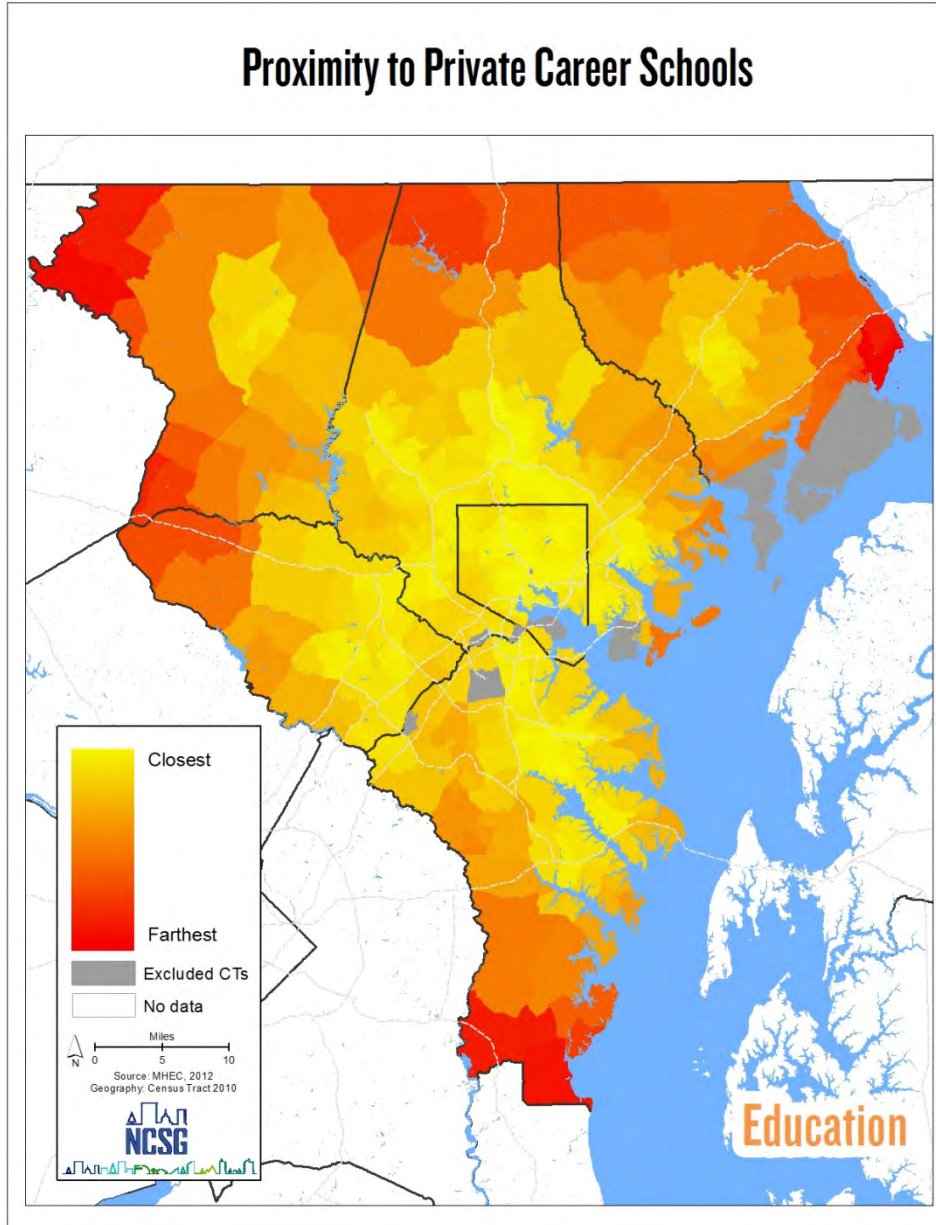 Proximity to Private Career Schools
Closest
Farthest
Excluded CTs
No data
Miles
N
0 5 10
Source: MHEC, 2012
Geography: Census Tract 2010
NCSG
Education